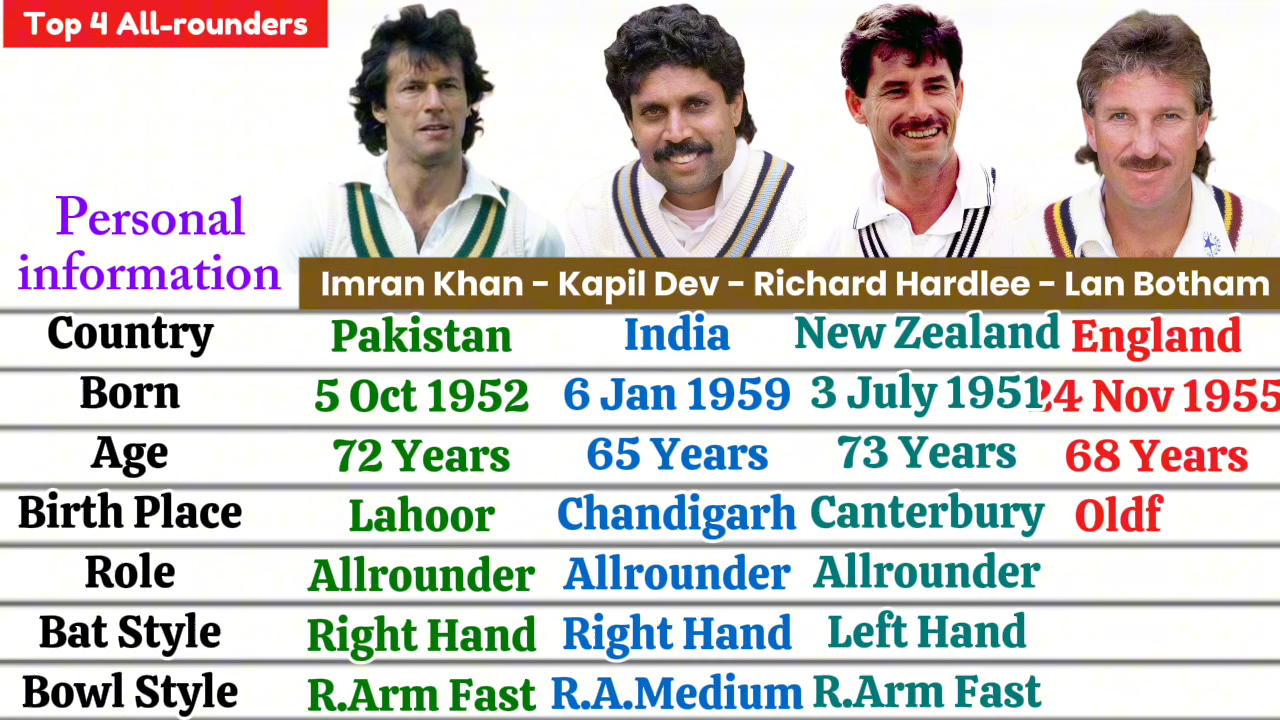 Top 4 All-rounders
Personal
information
Imran Khan - Kapil Dev - Richard Hardlee - Lan Botham
Country Pakistan India New Zealand England
Born 5 Oct 1952 6 Jan 1959 3 July 1951 24 Nov 1955
Age 72 Years 65 Years 73 Years 68 Years
Birth Place Lahoor Chandigarh Canterbury Oldf
Role Allrounder Allrounder Allrounder
Bat Style Right Hand Right Hand Left Hand
Bowl Style R.Arm Fast R.A.Medium R.Arm Fast